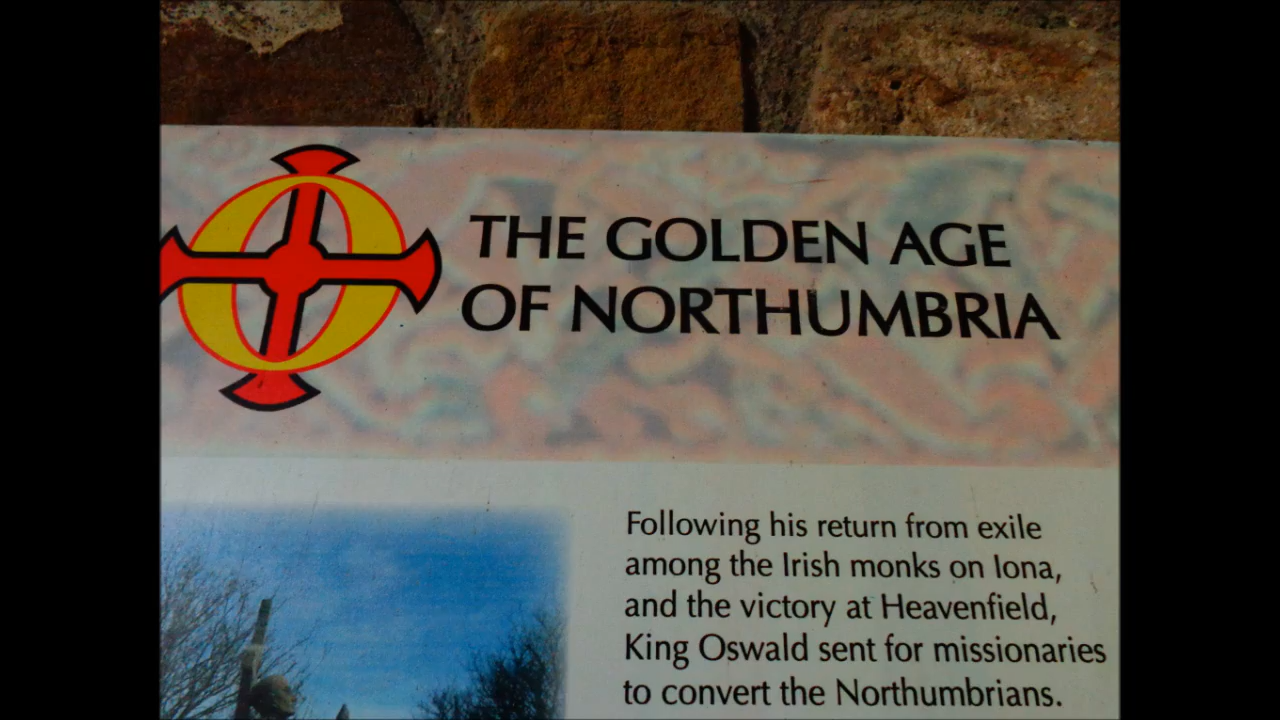 THE GOLDEN AGE
OF NORTHUMBRIA
Following his return from exile
among the Irish monks on Iona,
and the victory at Heavenfield,
King Oswald sent for missionaries
to convert the Northumbrians.